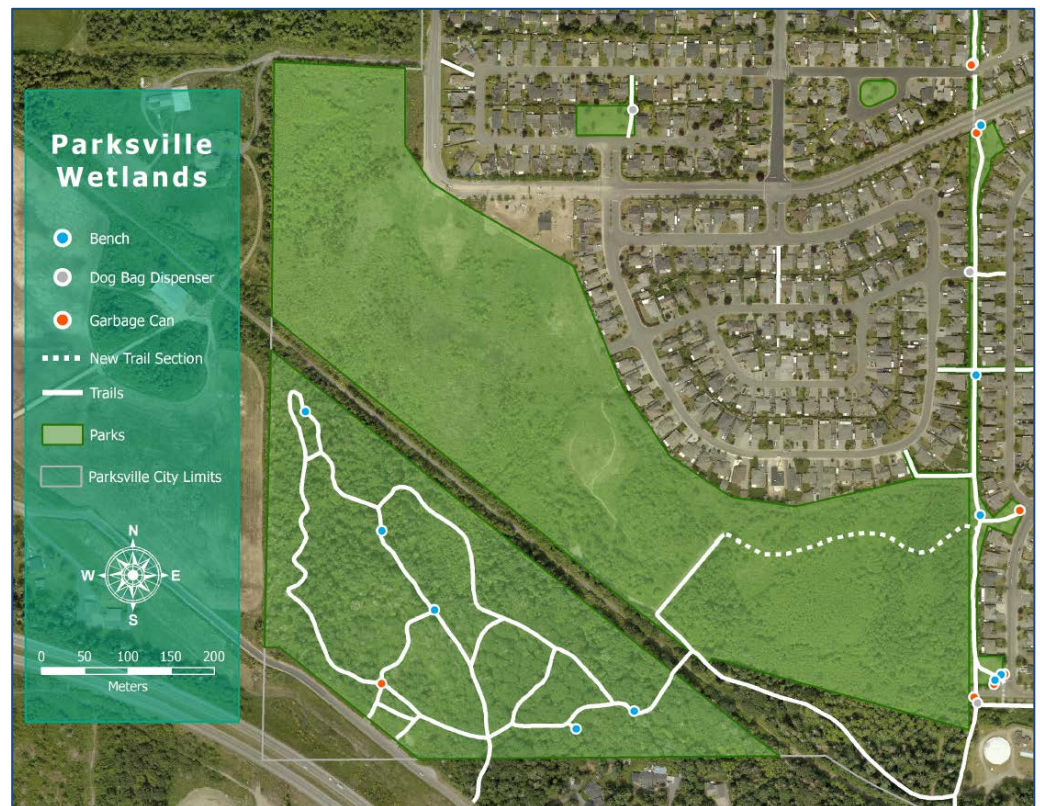 Parksville
Wetlands
Bench
Dog Bag Dispenser
Garbage Can
New Trail Section
Trails
Parks
Parksville City Limits
N
W
E
S
0 50 100 150 200
Meters